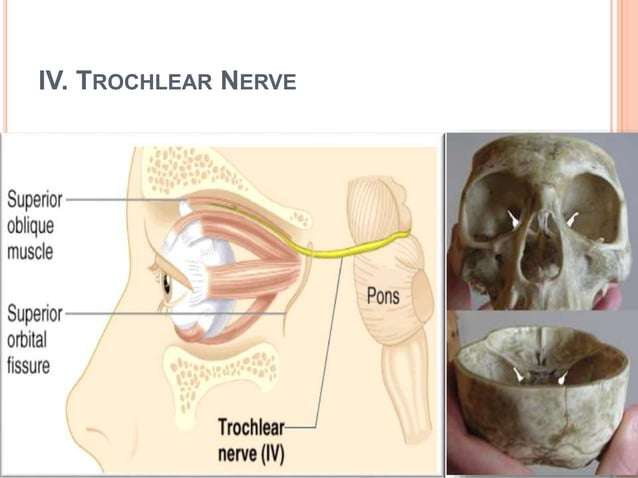 IV. TROCHLEAR NERVE
Superior
oblique
muscle
Superior
orbital
fissure
Pons
Trochlear
nerve (IV)